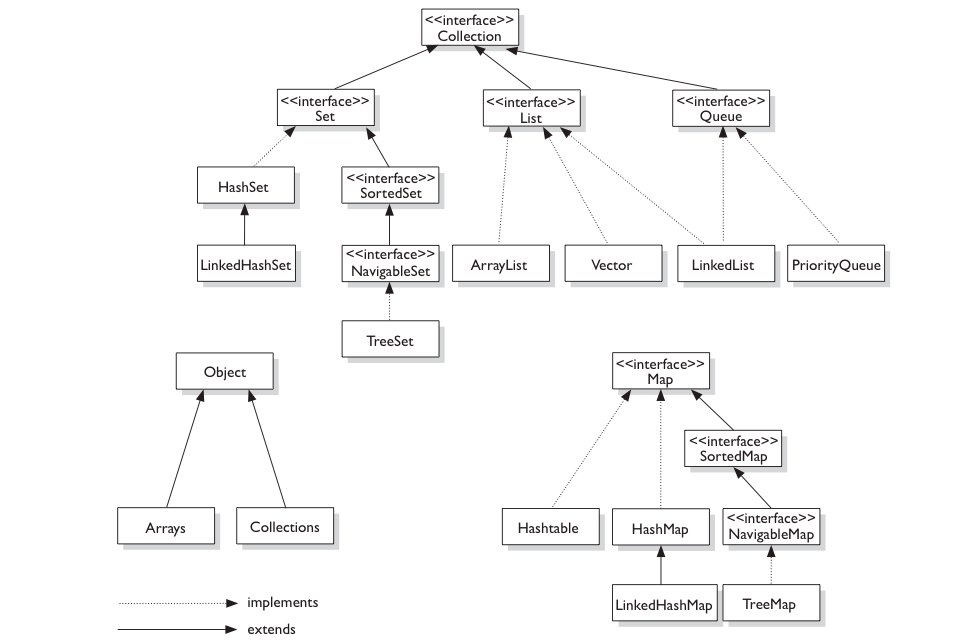 <<interface>>
Collection
<<interface>>
Set
<<interface>>
List
<<interface>>
Queue
HashSet
<<interface>>
SortedSet
LinkedHashSet
<<interface>>
NavigableSet
ArrayList
Vector
LinkedList
PriorityQueue
TreeSet
Object
<<interface>>
Map
<<interface>>
SortedMap
Arrays
Collections
Hashtable
HashMap
<<interface>>
NavigableMap
LinkedHashMap
TreeMap
implements
extends